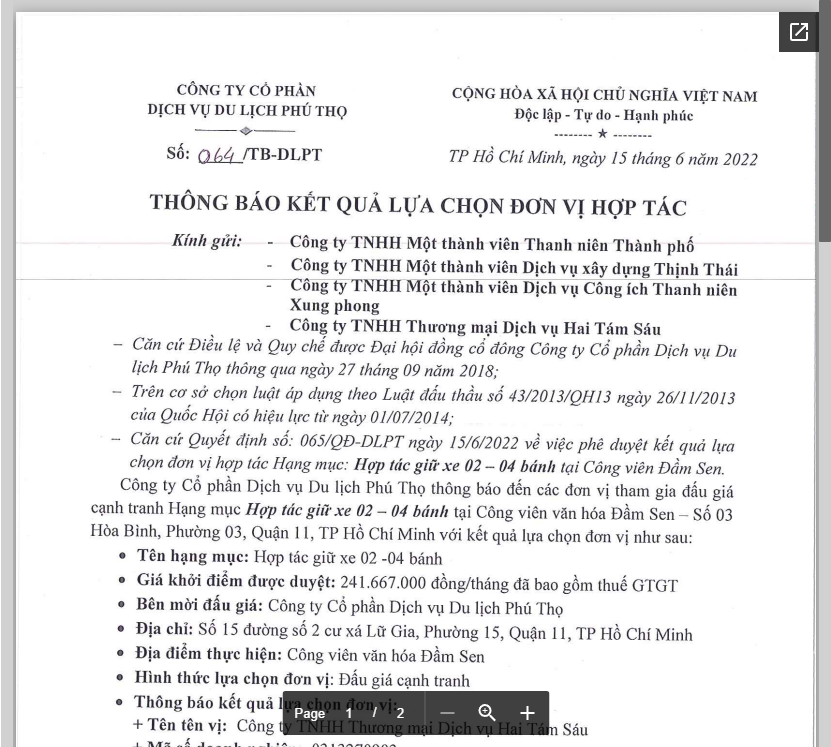 CÔNG TY CỔ PHẦN
DỊCH VỤ DU LỊCH PHÚ THỌ
Số: 064/TB-DLPT
CỘNG HÒA XÃ HỘI CHỦ NGHĨA VIỆT NAM
Độc lập - Tự do - Hạnh phúc
-------- ★ --------
TP Hồ Chí Minh, ngày 15 tháng 6 năm 2022
THÔNG BÁO KẾT QUẢ LỰA CHỌN ĐƠN VỊ HỢP TÁC
Kính gửi: - Công ty TNHH Một thành viên Thanh niên Thành phố
- Công ty TNHH Một thành viên Dịch vụ xây dựng Thịnh Thái
- Công ty TNHH Một thành viên Dịch vụ Công ích Thanh niên
Xung phong
- Công ty TNHH Thương mại Dịch vụ Hai Tám Sáu
– Căn cứ Điều lệ và Quy chế được Đại hội đồng cổ đông Công ty Cổ phần Dịch vụ Du
lịch Phú Thọ thông qua ngày 27 tháng 09 năm 2018;
– Trên cơ sở chọn luật áp dụng theo Luật đấu thầu số 43/2013/QH13 ngày 26/11/2013
của Quốc Hội có hiệu lực từ ngày 01/07/2014;
– Căn cứ Quyết định số: 065/QĐ-DLPT ngày 15/6/2022 về việc phê duyệt kết quả lựa
chọn đơn vị hợp tác Hạng mục: Hợp tác giữ xe 02 – 04 bánh tại Công viên Đầm Sen.
Công ty Cổ phần Dịch vụ Du lịch Phú Thọ thông báo đến các đơn vị tham gia đấu giá
cạnh tranh Hạng mục Hợp tác giữ xe 02 – 04 bánh tại Công viên văn hóa Đầm Sen – Số 03
Hòa Bình, Phường 03, Quận 11, TP Hồ Chí Minh với kết quả lựa chọn đơn vị như sau:
• Tên hạng mục: Hợp tác giữ xe 02 -04 bánh
• Giá khởi điểm được duyệt: 241.667.000 đồng/tháng đã bao gồm thuế GTGT
• Bên mời đấu giá: Công ty Cổ phần Dịch vụ Du lịch Phú Thọ
• Địa chỉ: Số 15 đường số 2 cư xá Lữ Gia, Phường 15, Quận 11, TP Hồ Chí Minh
• Địa điểm thực hiện: Công viên văn hóa Đầm Sen
• Hình thức lựa chọn đơn vị: Đấu giá cạnh tranh
• Thông báo kết quả lựa chọn đơn vị:
+ Tên tên vị: Công ty TNHH Thương mại Dịch vụ Hai Tám Sáu
Page 1 / 2
+ Mã số doanh nghiệp: